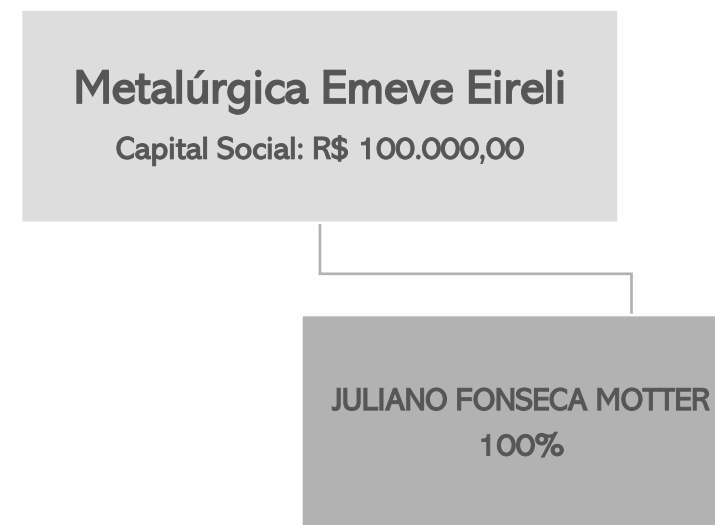 Metalúrgica Emeve Eireli
Capital Social: R$ 100.000,00
JULIANO FONSECA MOTTER
100%